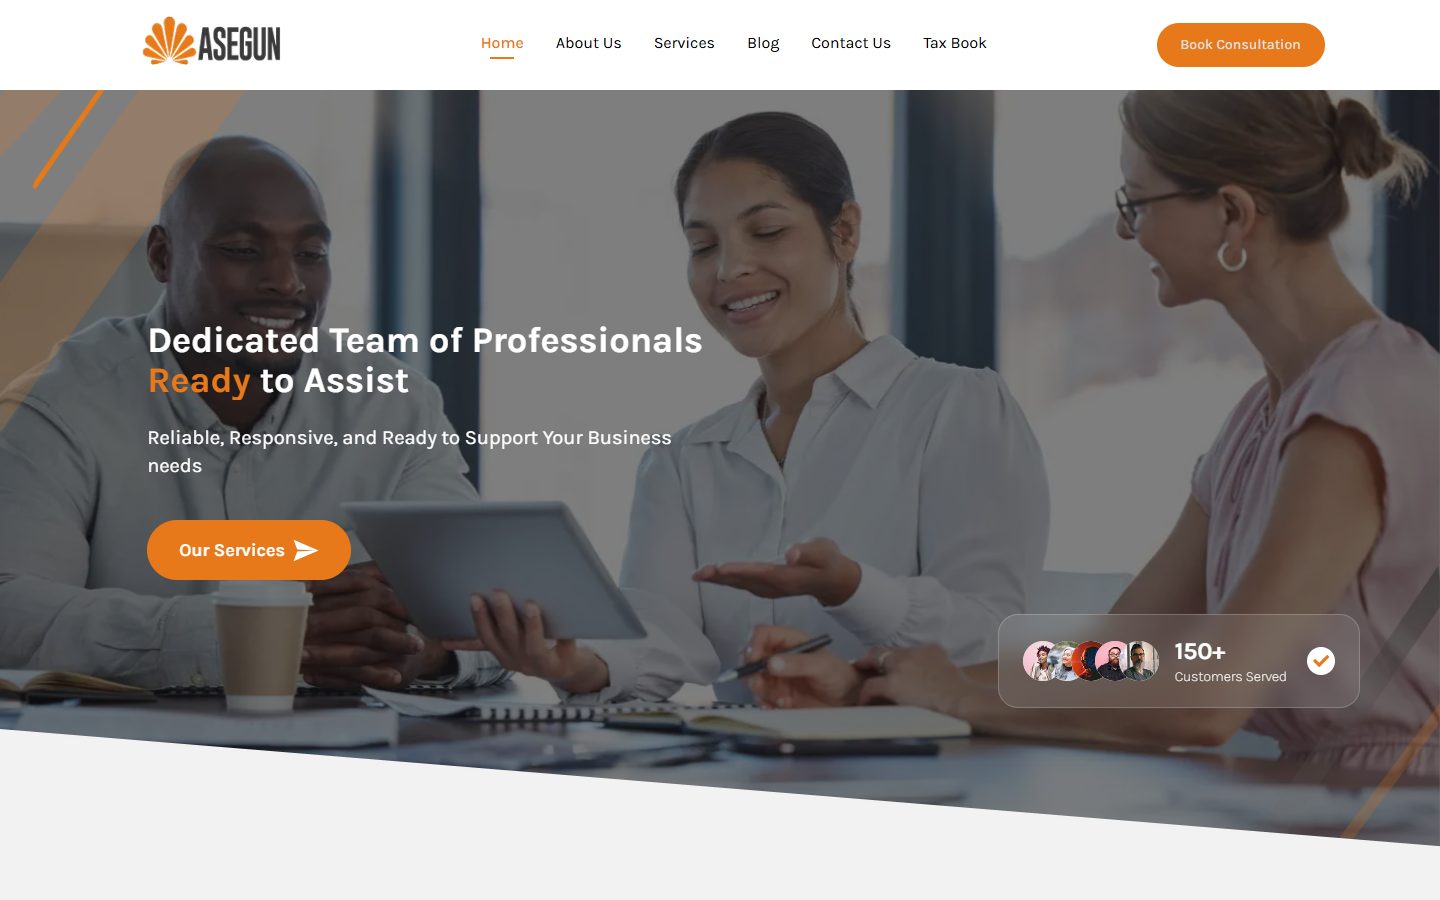 ASEGUN
Home
About Us
Services
Blog
Contact Us
Tax Book
Book Consultation
Dedicated Team of Professionals
Ready to Assist
Reliable, Responsive, and Ready to Support Your Business
needs
Our Services
150+
Customers Served